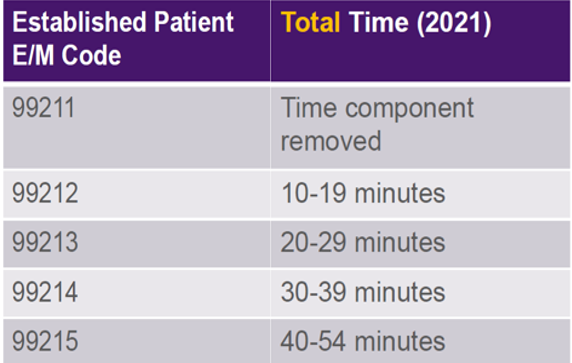 Established Patient E/M Code Total Time (2021)
99211 Time component removed
99212 10-19 minutes
99213 20-29 minutes
99214 30-39 minutes
99215 40-54 minutes